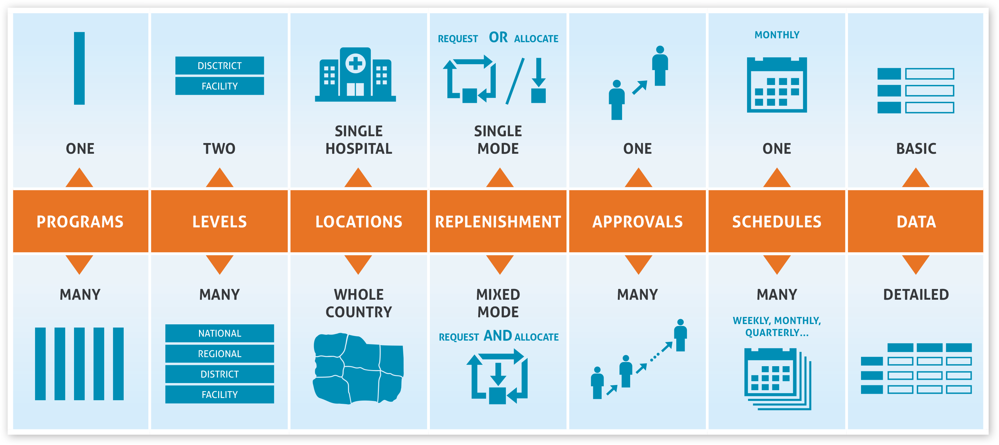 REQUEST OR ALLOCATE
MONTHLY
DISCTRICT
FACILITY
ONE
TWO
SINGLE
HOSPITAL
SINGLE
MODE
ONE
ONE
BASIC
PROGRAMS
LEVELS
LOCATIONS
REPLENISHMENT
APPROVALS
SCHEDULES
DATA
MANY
MANY
WHOLE
COUNTRY
MIXED
MODE
MANY
MANY
DETAILED
NATIONAL
REGIONAL
DISTRICT
FACILITY
REQUEST AND ALLOCATE
WEEKLY, MONTHLY,
QUARTERLY...